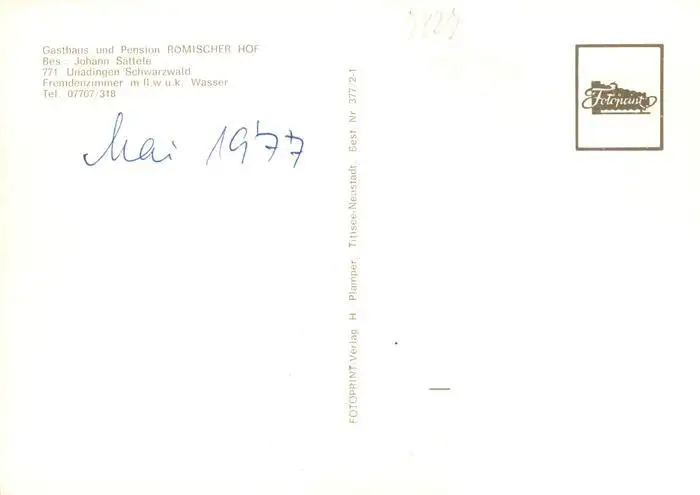 Gasthaus und Pension RÖMISCHER HOF
Bes.: Johann Sättele
771 Unadingen/Schwarzwald
Fremdenzimmer m fl. w u. k. Wasser
Tel. 07707/318
Mai 1977
FOTOPRINT-Verlag H. Plamper, Titisee-Neustadt, Best Nr 377/2-1
Fotoprint